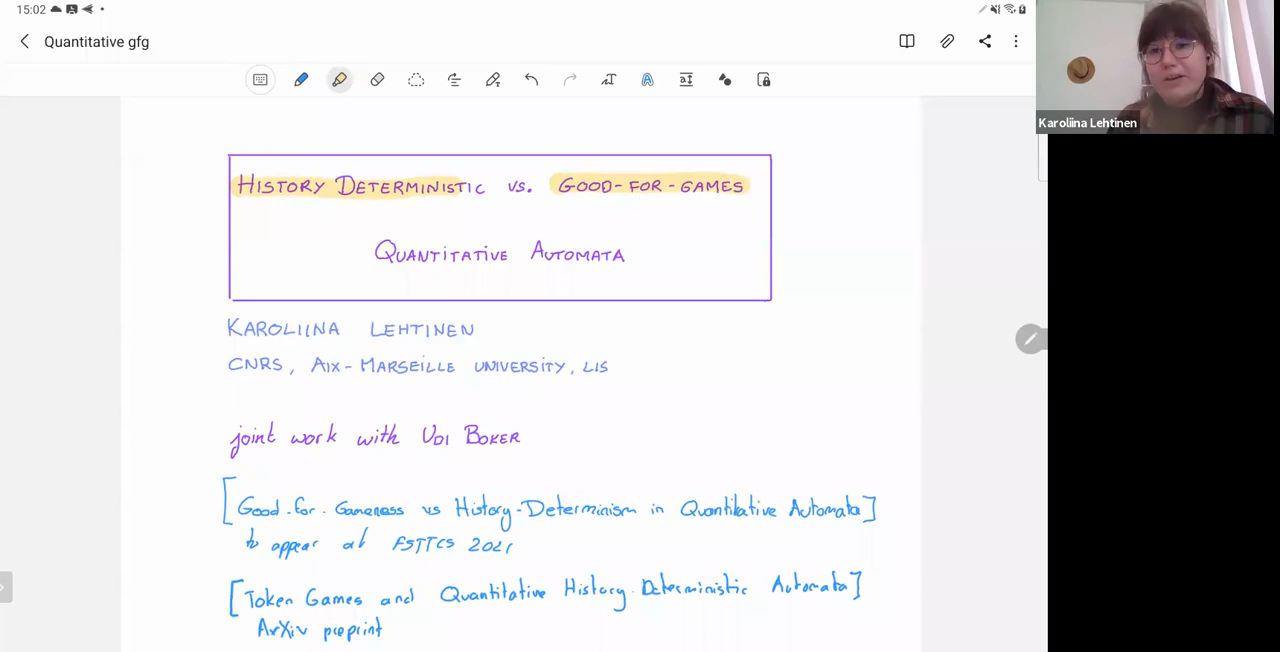 15:02
Quantitative gfg
Karoliina Lehtinen
HISTORY DETERMINISTIC vs. GOOD-FOR-GAMES
QUANTITATIVE AUTOMATA
KAROLIINA LEHTINEN
CNRS, AIX-MARSEILLE UNIVERSITY, LIS
joint work with UDI BOKER
[Good-for-Gameness vs History-Determinism in Quantitative Automata]
to appear at FSTTCS 2021
[Token Games and Quantitative History-Deterministic Automata]
ArXiv preprint